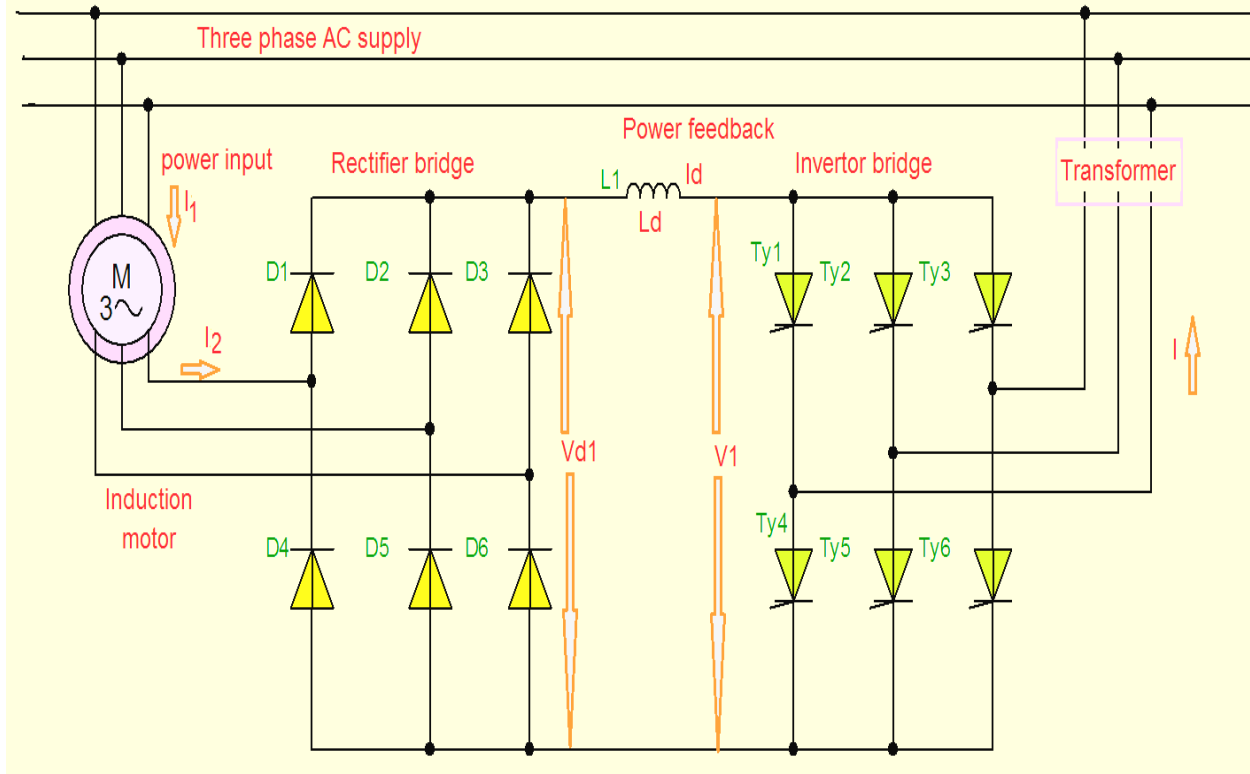 Three phase AC supply
Power feedback
power input
Rectifier bridge
L1
Id
Invertor bridge
Transformer
I1
Ld
M
3~
D1
D2
D3
Ty1
Ty2
Ty3
I2
I
Vd1
V1
Induction
motor
D4
D5
D6
Ty4
Ty5
Ty6